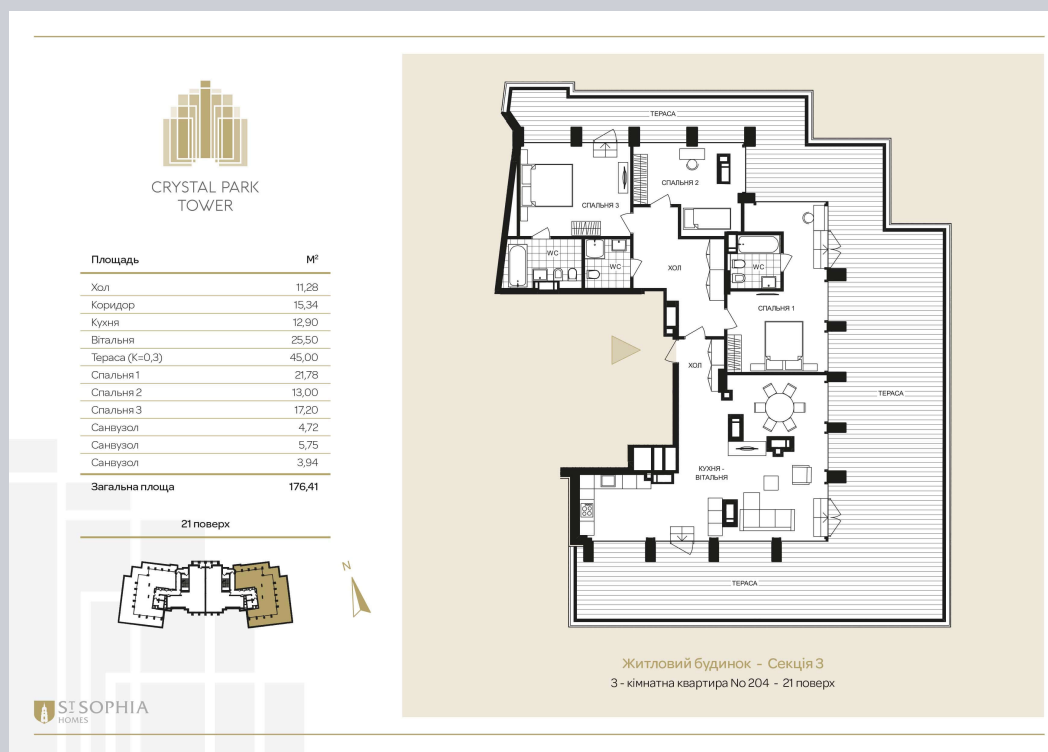 CRYSTAL PARK
TOWER
Площадь М²
Хол 11,28
Коридор 15,34
Кухня 12,90
Вітальня 25,50
Тераса (К=0,3) 45,00
Спальня 1 21,78
Спальня 2 13,00
Спальня 3 17,20
Санвузол 4,72
Санвузол 5,75
Санвузол 3,94
Загальна площа 176,41
21 поверх
N
ST SOPHIA
HOMES
ТЕРАСА
СПАЛЬНЯ 2
СПАЛЬНЯ 3
WC
WC
ХОЛ
WC
СПАЛЬНЯ 1
ХОЛ
ТЕРАСА
КУХНЯ -
ВІТАЛЬНЯ
ТЕРАСА
Житловий будинок - Секція 3
3 - кімнатна квартира No 204 - 21 поверх